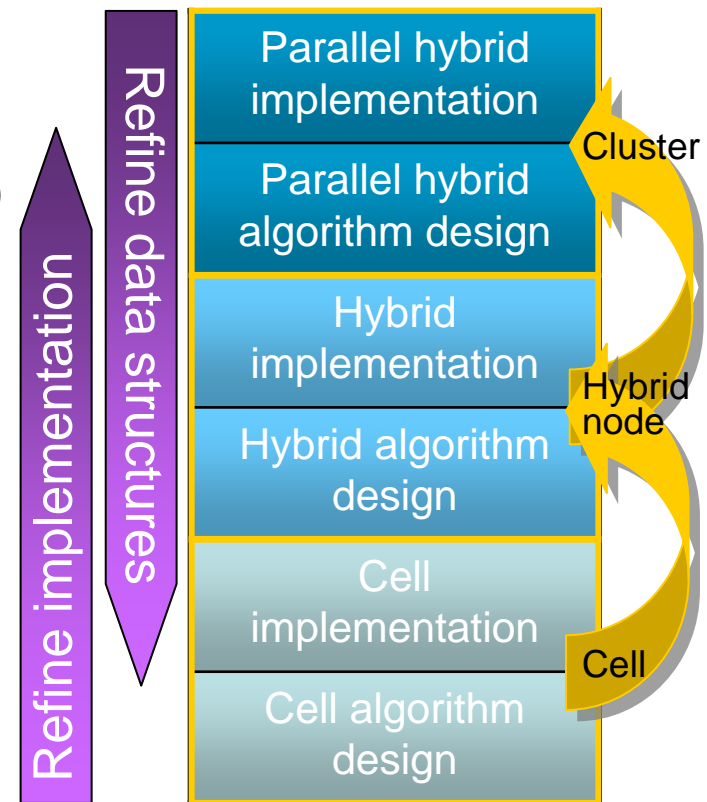 Refine implementation
Refine data structures
Parallel hybrid
implementation
Parallel hybrid
algorithm design
Hybrid
implementation
Hybrid algorithm
design
Cell
implementation
Cell algorithm
design
Cluster
Hybrid
node
Cell